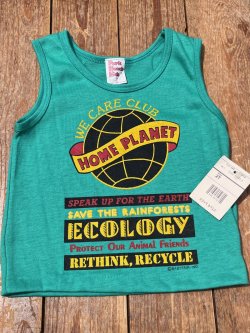 WE CARE CLUB
HOME PLANET
SPEAK UP FOR THE EARTH
SAVE THE RAINFORESTS
ECOLOGY
PROTECT OUR ANIMAL FRIENDS
RETHINK, RECYCLE